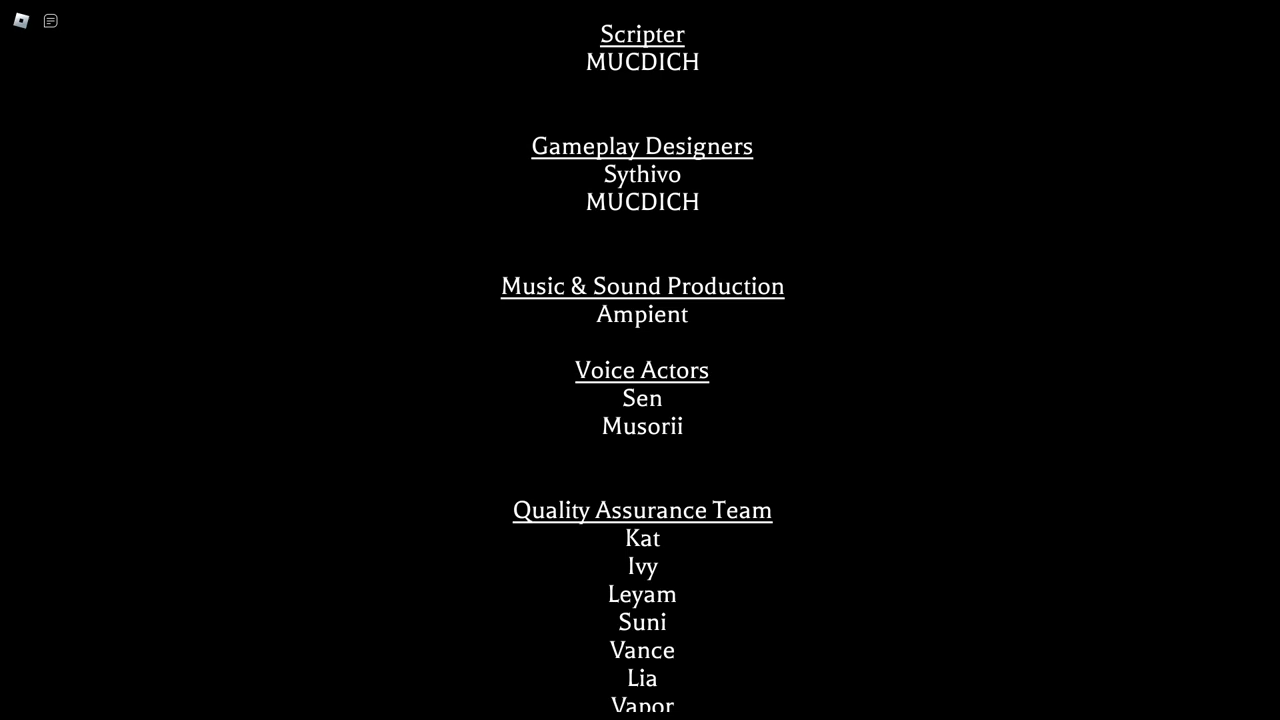 Scripter
MUCDICH
Gameplay Designers
Sythivo
MUCDICH
Music & Sound Production
Ampient
Voice Actors
Sen
Musorii
Quality Assurance Team
Kat
Ivy
Leyam
Suni
Vance
Lia
Vapor